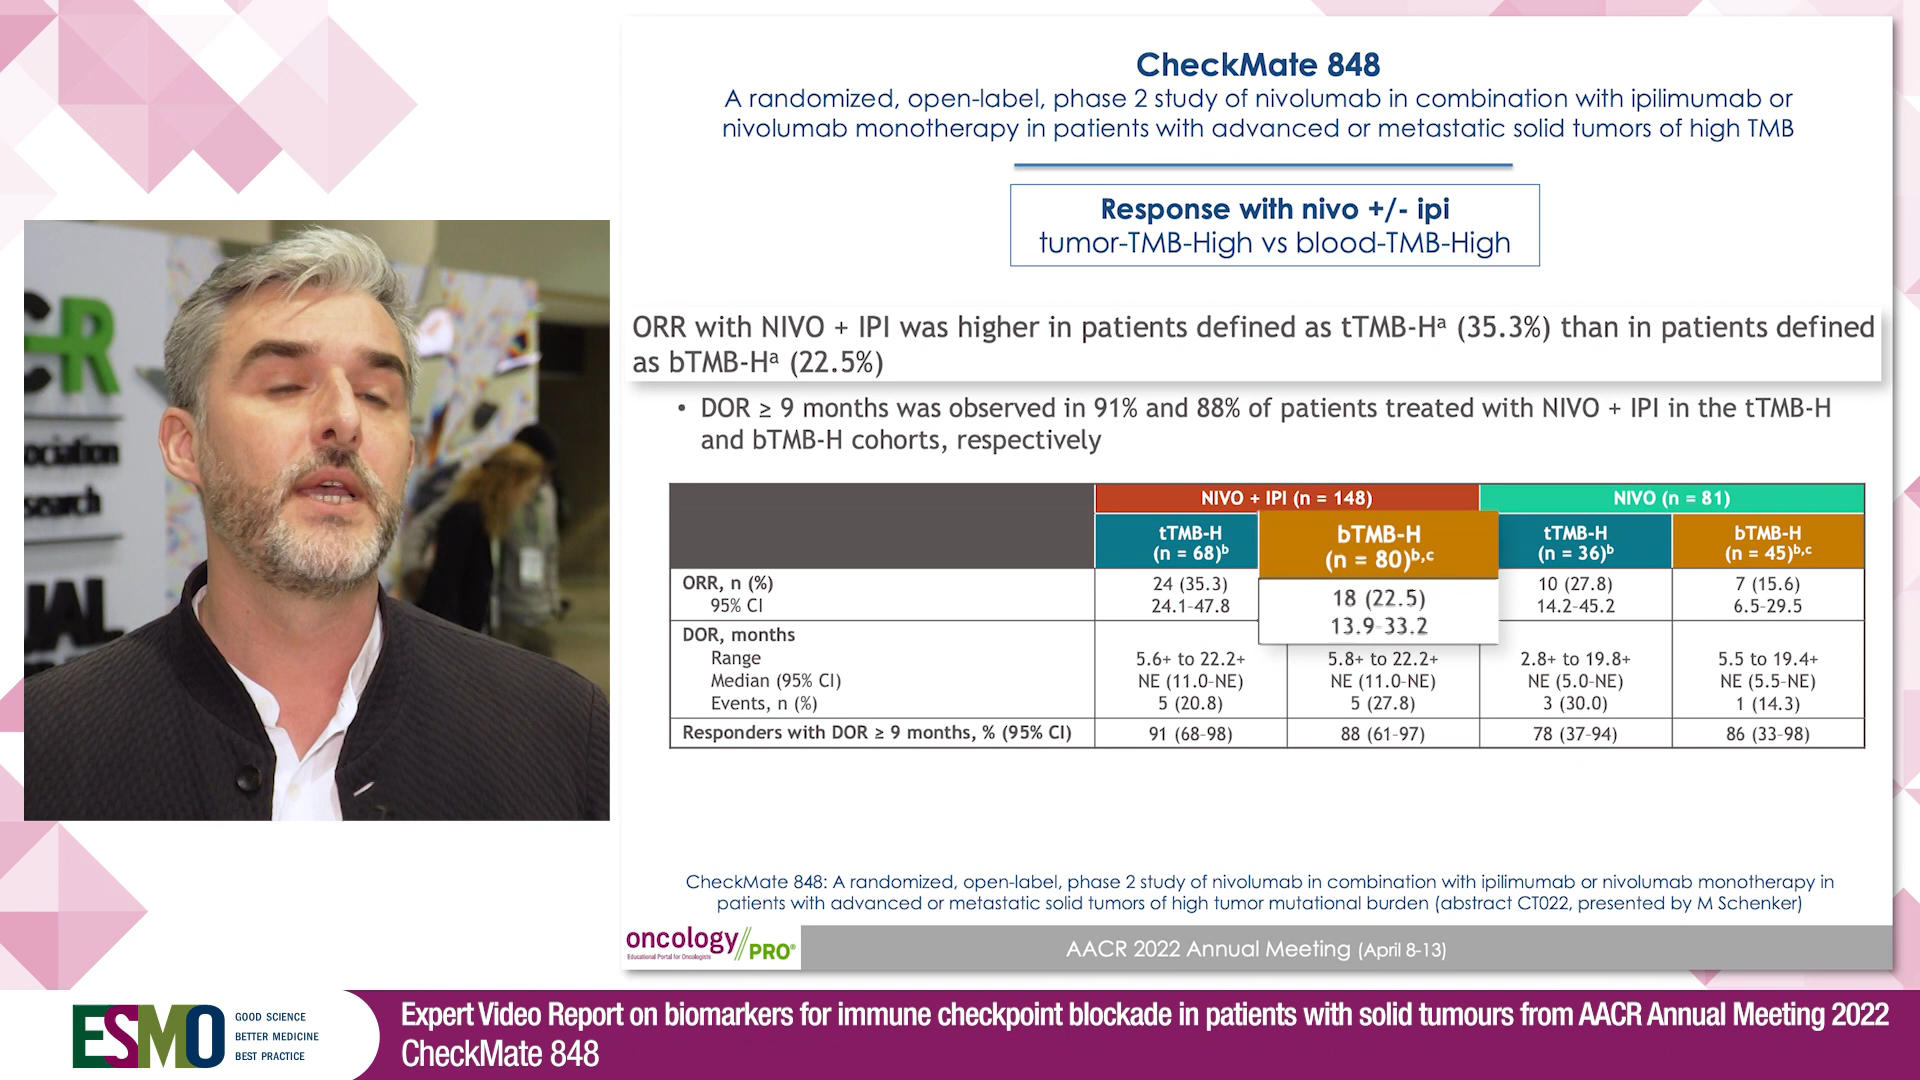 CheckMate 848
A randomized, open-label, phase 2 study of nivolumab in combination with ipilimumab or
nivolumab monotherapy in patients with advanced or metastatic solid tumors of high TMB
Response with nivo +/- ipi
tumor-TMB-High vs blood-TMB-High
ORR with NIVO + IPI was higher in patients defined as tTMB-Hᵃ (35.3%) than in patients defined
as bTMB-Hᵃ (22.5%)
• DOR ≥ 9 months was observed in 91% and 88% of patients treated with NIVO + IPI in the tTMB-H
and bTMB-H cohorts, respectively
NIVO + IPI (n = 148) NIVO (n = 81)
tTMB-H bTMB-H tTMB-H bTMB-H
(n = 68)ᵇ (n = 80)ᵇ,ᶜ (n = 36)ᵇ (n = 45)ᵇ,ᶜ
ORR, n (%) 24 (35.3) 18 (22.5) 10 (27.8) 7 (15.6)
95% CI 24.1-47.8 13.9-33.2 14.2-45.2 6.5-29.5
DOR, months
Range 5.6+ to 22.2+ 5.8+ to 22.2+ 2.8+ to 19.8+ 5.5 to 19.4+
Median (95% CI) NE (11.0-NE) NE (11.0-NE) NE (5.0-NE) NE (5.5-NE)
Events, n (%) 5 (20.8) 5 (27.8) 3 (30.0) 1 (14.3)
Responders with DOR ≥ 9 months, % (95% CI) 91 (68-98) 88 (61-97) 78 (37-94) 86 (33-98)
CheckMate 848: A randomized, open-label, phase 2 study of nivolumab in combination with ipilimumab or nivolumab monotherapy in
patients with advanced or metastatic solid tumors of high tumor mutational burden (abstract CT022, presented by M Schenker)
oncology//PRO®
Educational Portal for Oncologists
AACR 2022 Annual Meeting (April 8-13)
CR
ociation
search
UAL
ESMO
GOOD SCIENCE
BETTER MEDICINE
BEST PRACTICE
Expert Video Report on biomarkers for immune checkpoint blockade in patients with solid tumours from AACR Annual Meeting 2022
CheckMate 848